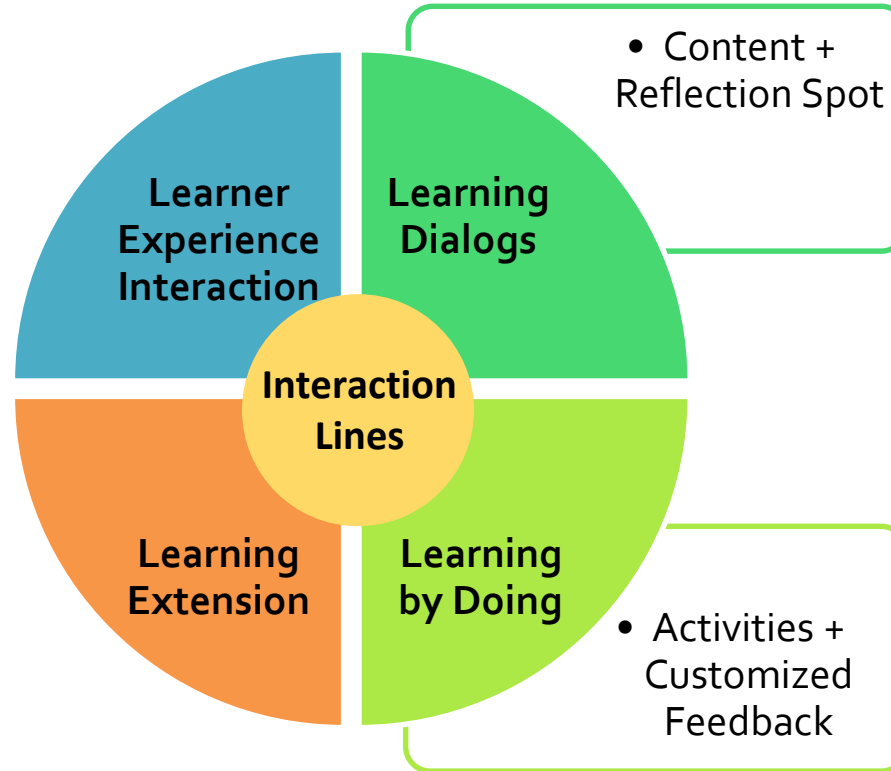 • Content +
Reflection Spot
Learner
Experience
Interaction
Learning
Dialogs
Interaction
Lines
Learning
Extension
Learning
by Doing
• Activities +
Customized
Feedback